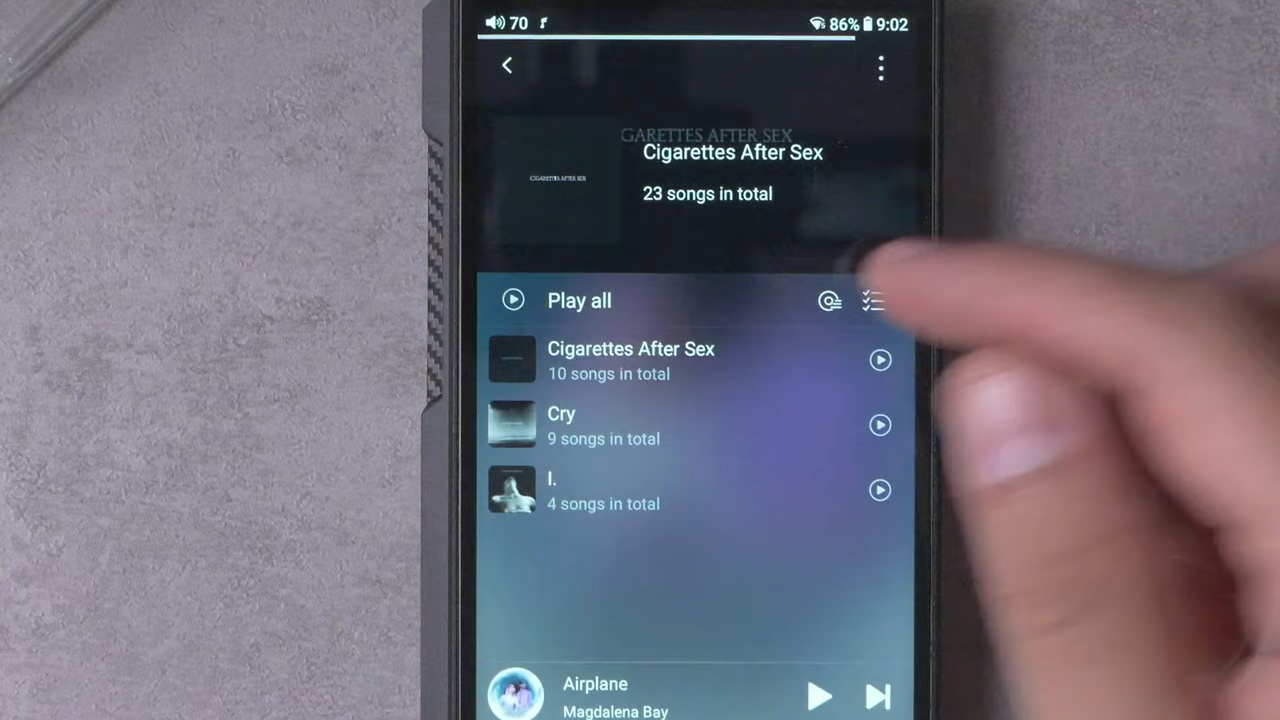 70 86% 9:02
GARETTES AFTER SEX
Cigarettes After Sex
CIGARETTES AFTER SEX
23 songs in total
Play all
Cigarettes After Sex
10 songs in total
Cry
9 songs in total
I.
4 songs in total
Airplane
Magdalena Bay